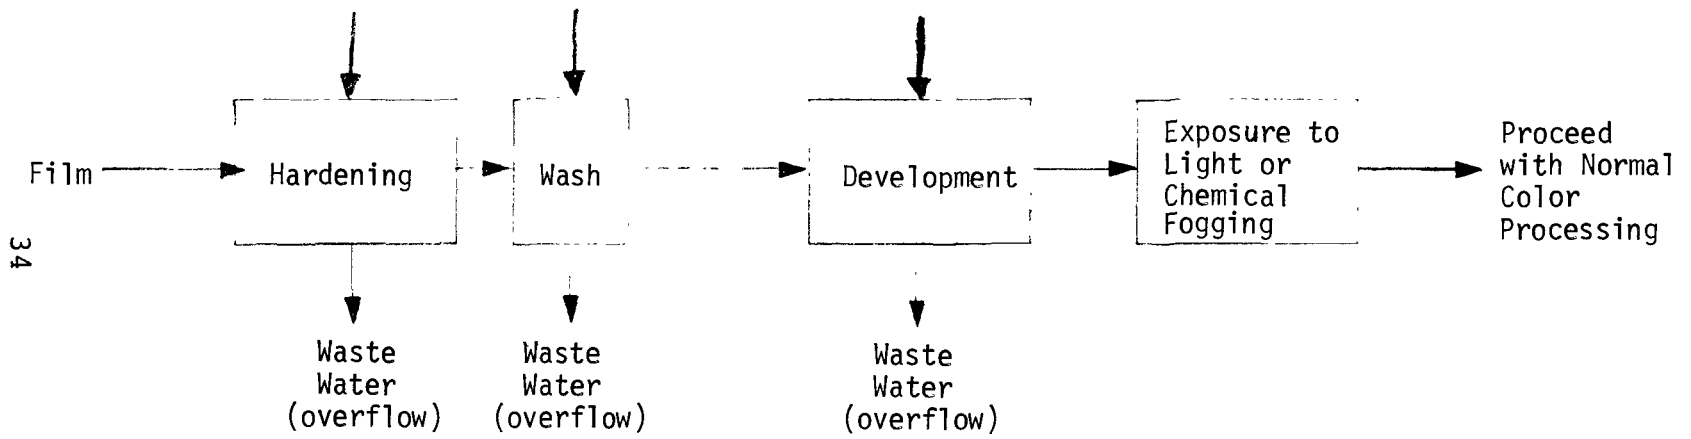 Film
Hardening
Wash
Development
Exposure to
Light or
Chemical
Fogging
Proceed
with Normal
Color
Processing
34
Waste
Water
(overflow)
Waste
Water
(overflow)
Waste
Water
(overflow)